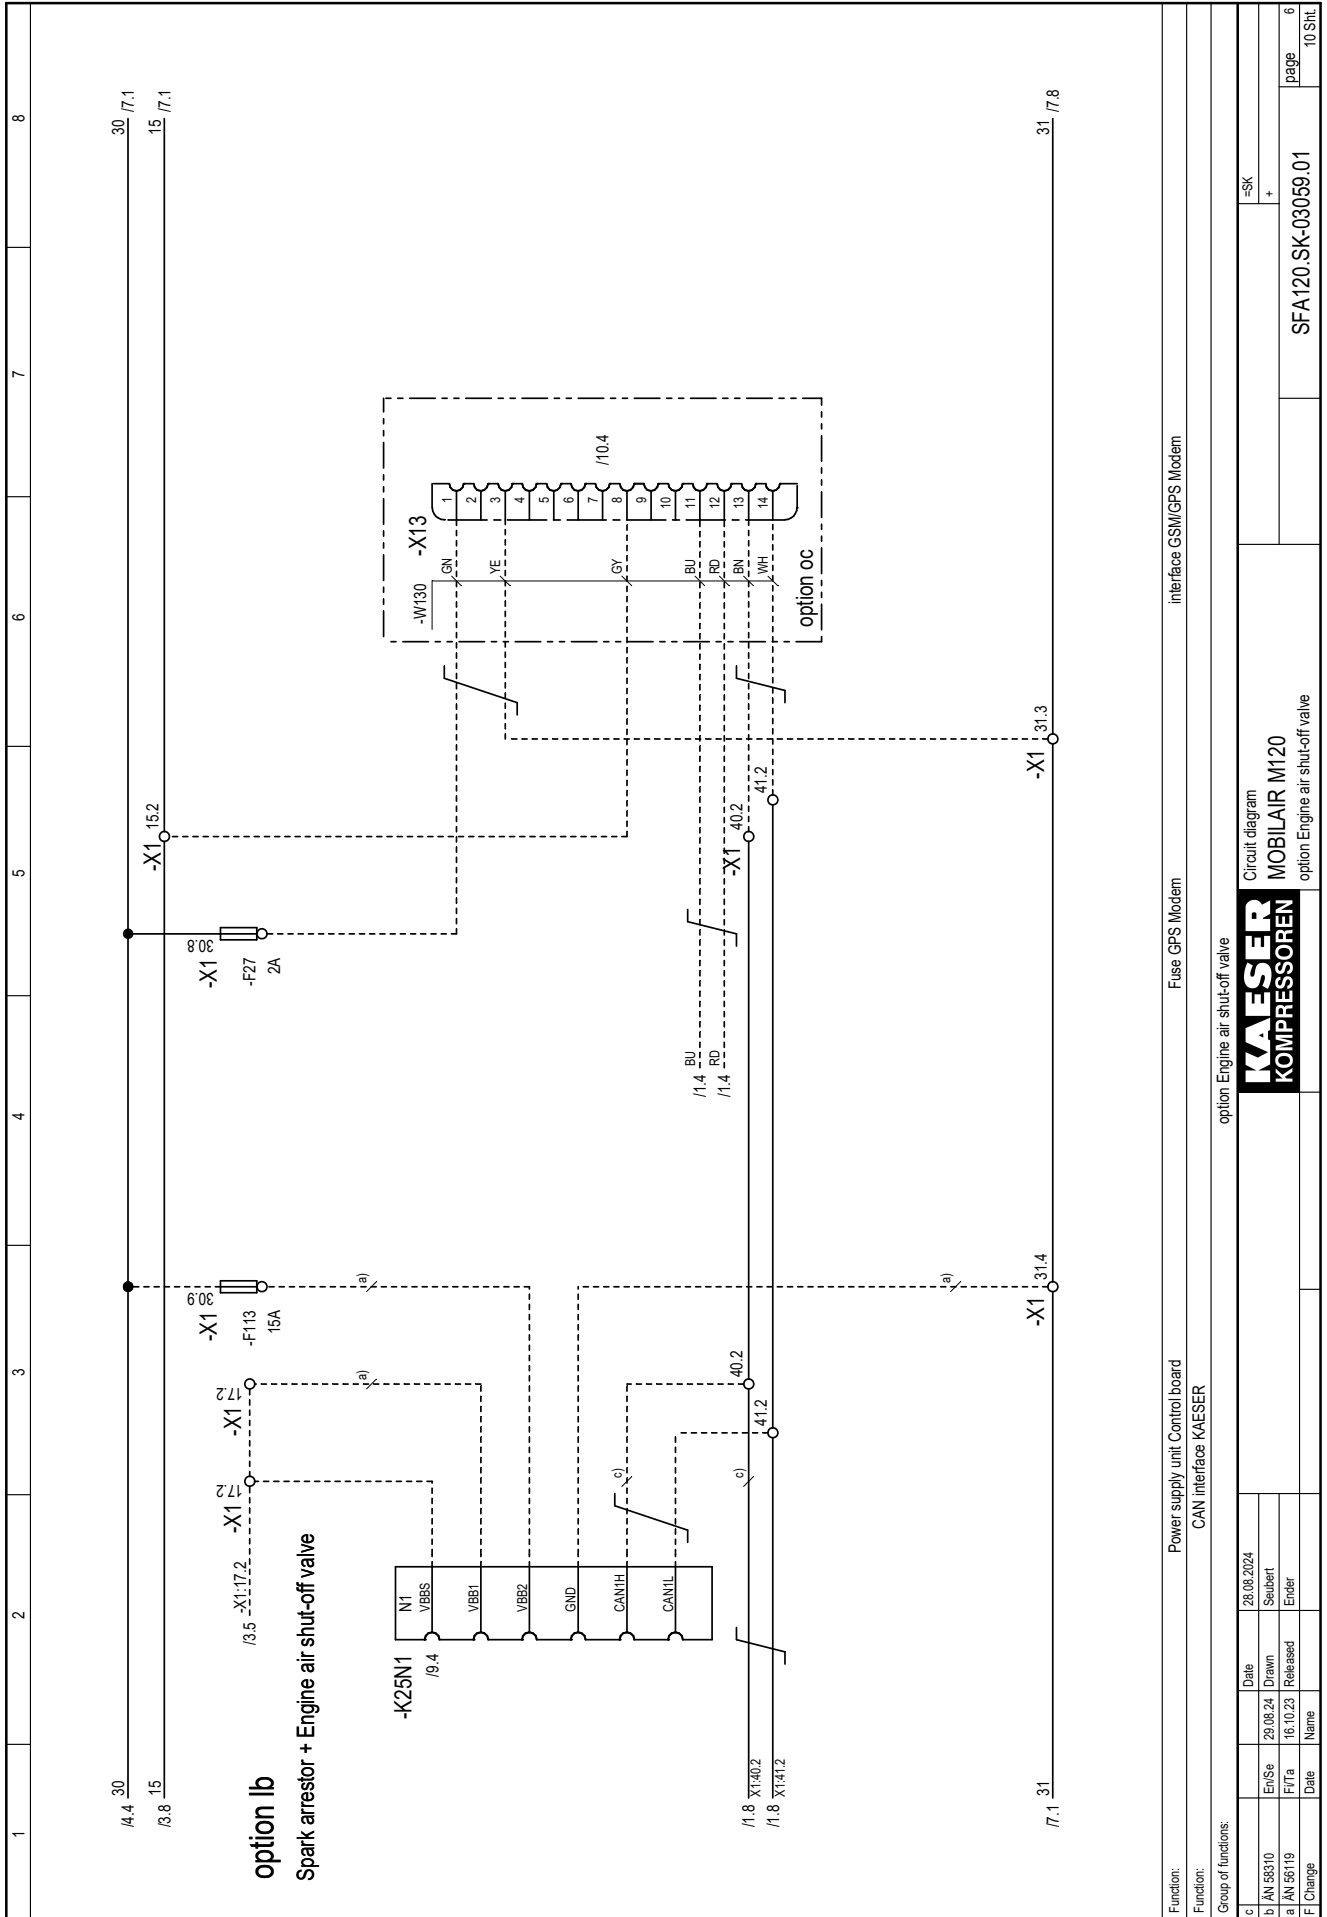 1 2 3 4 5 6 7 8
/4.4 30
30 /7.1
/3.8 15
15 /7.1
option lb
Spark arrestor + Engine air shut-off valve
/3.5 -X1:17.2
-X1 17.2
-X1 17.2
-X1 30.9
-F113
15A
a)
a)
-X1 30.8
-F27
2A
-X1 15.2
-K25N1
/9.4
N1
VBBS
VBB1
VBB2
GND
CAN1H
CAN1L
c)
c)
a)
40.2
41.2
/1.4 BU
/1.4 RD
-X1 40.2
41.2
-W130
-X13
GN 1
2
YE 3
4
5
6
7
GY 8
9
10
BU 11
RD 12
BN 13
WH 14
/10.4
option oc
/1.8 X1:40.2
/1.8 X1:41.2
/7.1 31
-X1 31.4
-X1 31.3
31 /7.8
Function: Power supply unit Control board Fuse GPS Modem interface GSM/GPS Modem
Function: CAN interface KAESER
Group of functions: option Engine air shut-off valve
c Date 28.08.2024
b ÄN 58310 En/Se 29.08.24 Drawn Seubert
a ÄN 56119 Fi/Ta 16.10.23 Released Ender
F Change Date Name
KAESER
KOMPRESSOREN
Circuit diagram
MOBILAIR M120
option Engine air shut-off valve
=SK
+
SFA120.SK-03059.01
page 6
10 Sht.